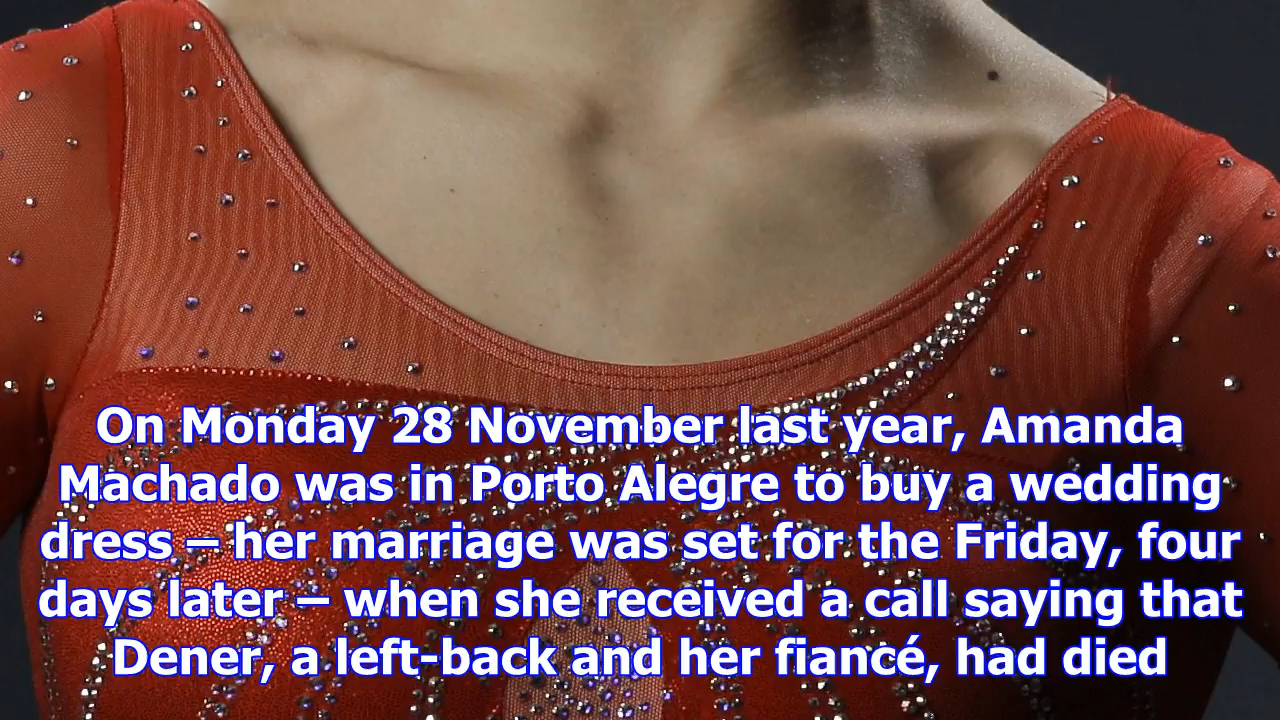 On Monday 28 November last year, Amanda
Machado was in Porto Alegre to buy a wedding
dress – her marriage was set for the Friday, four
days later – when she received a call saying that
Dener, a left-back and her fiancé, had died